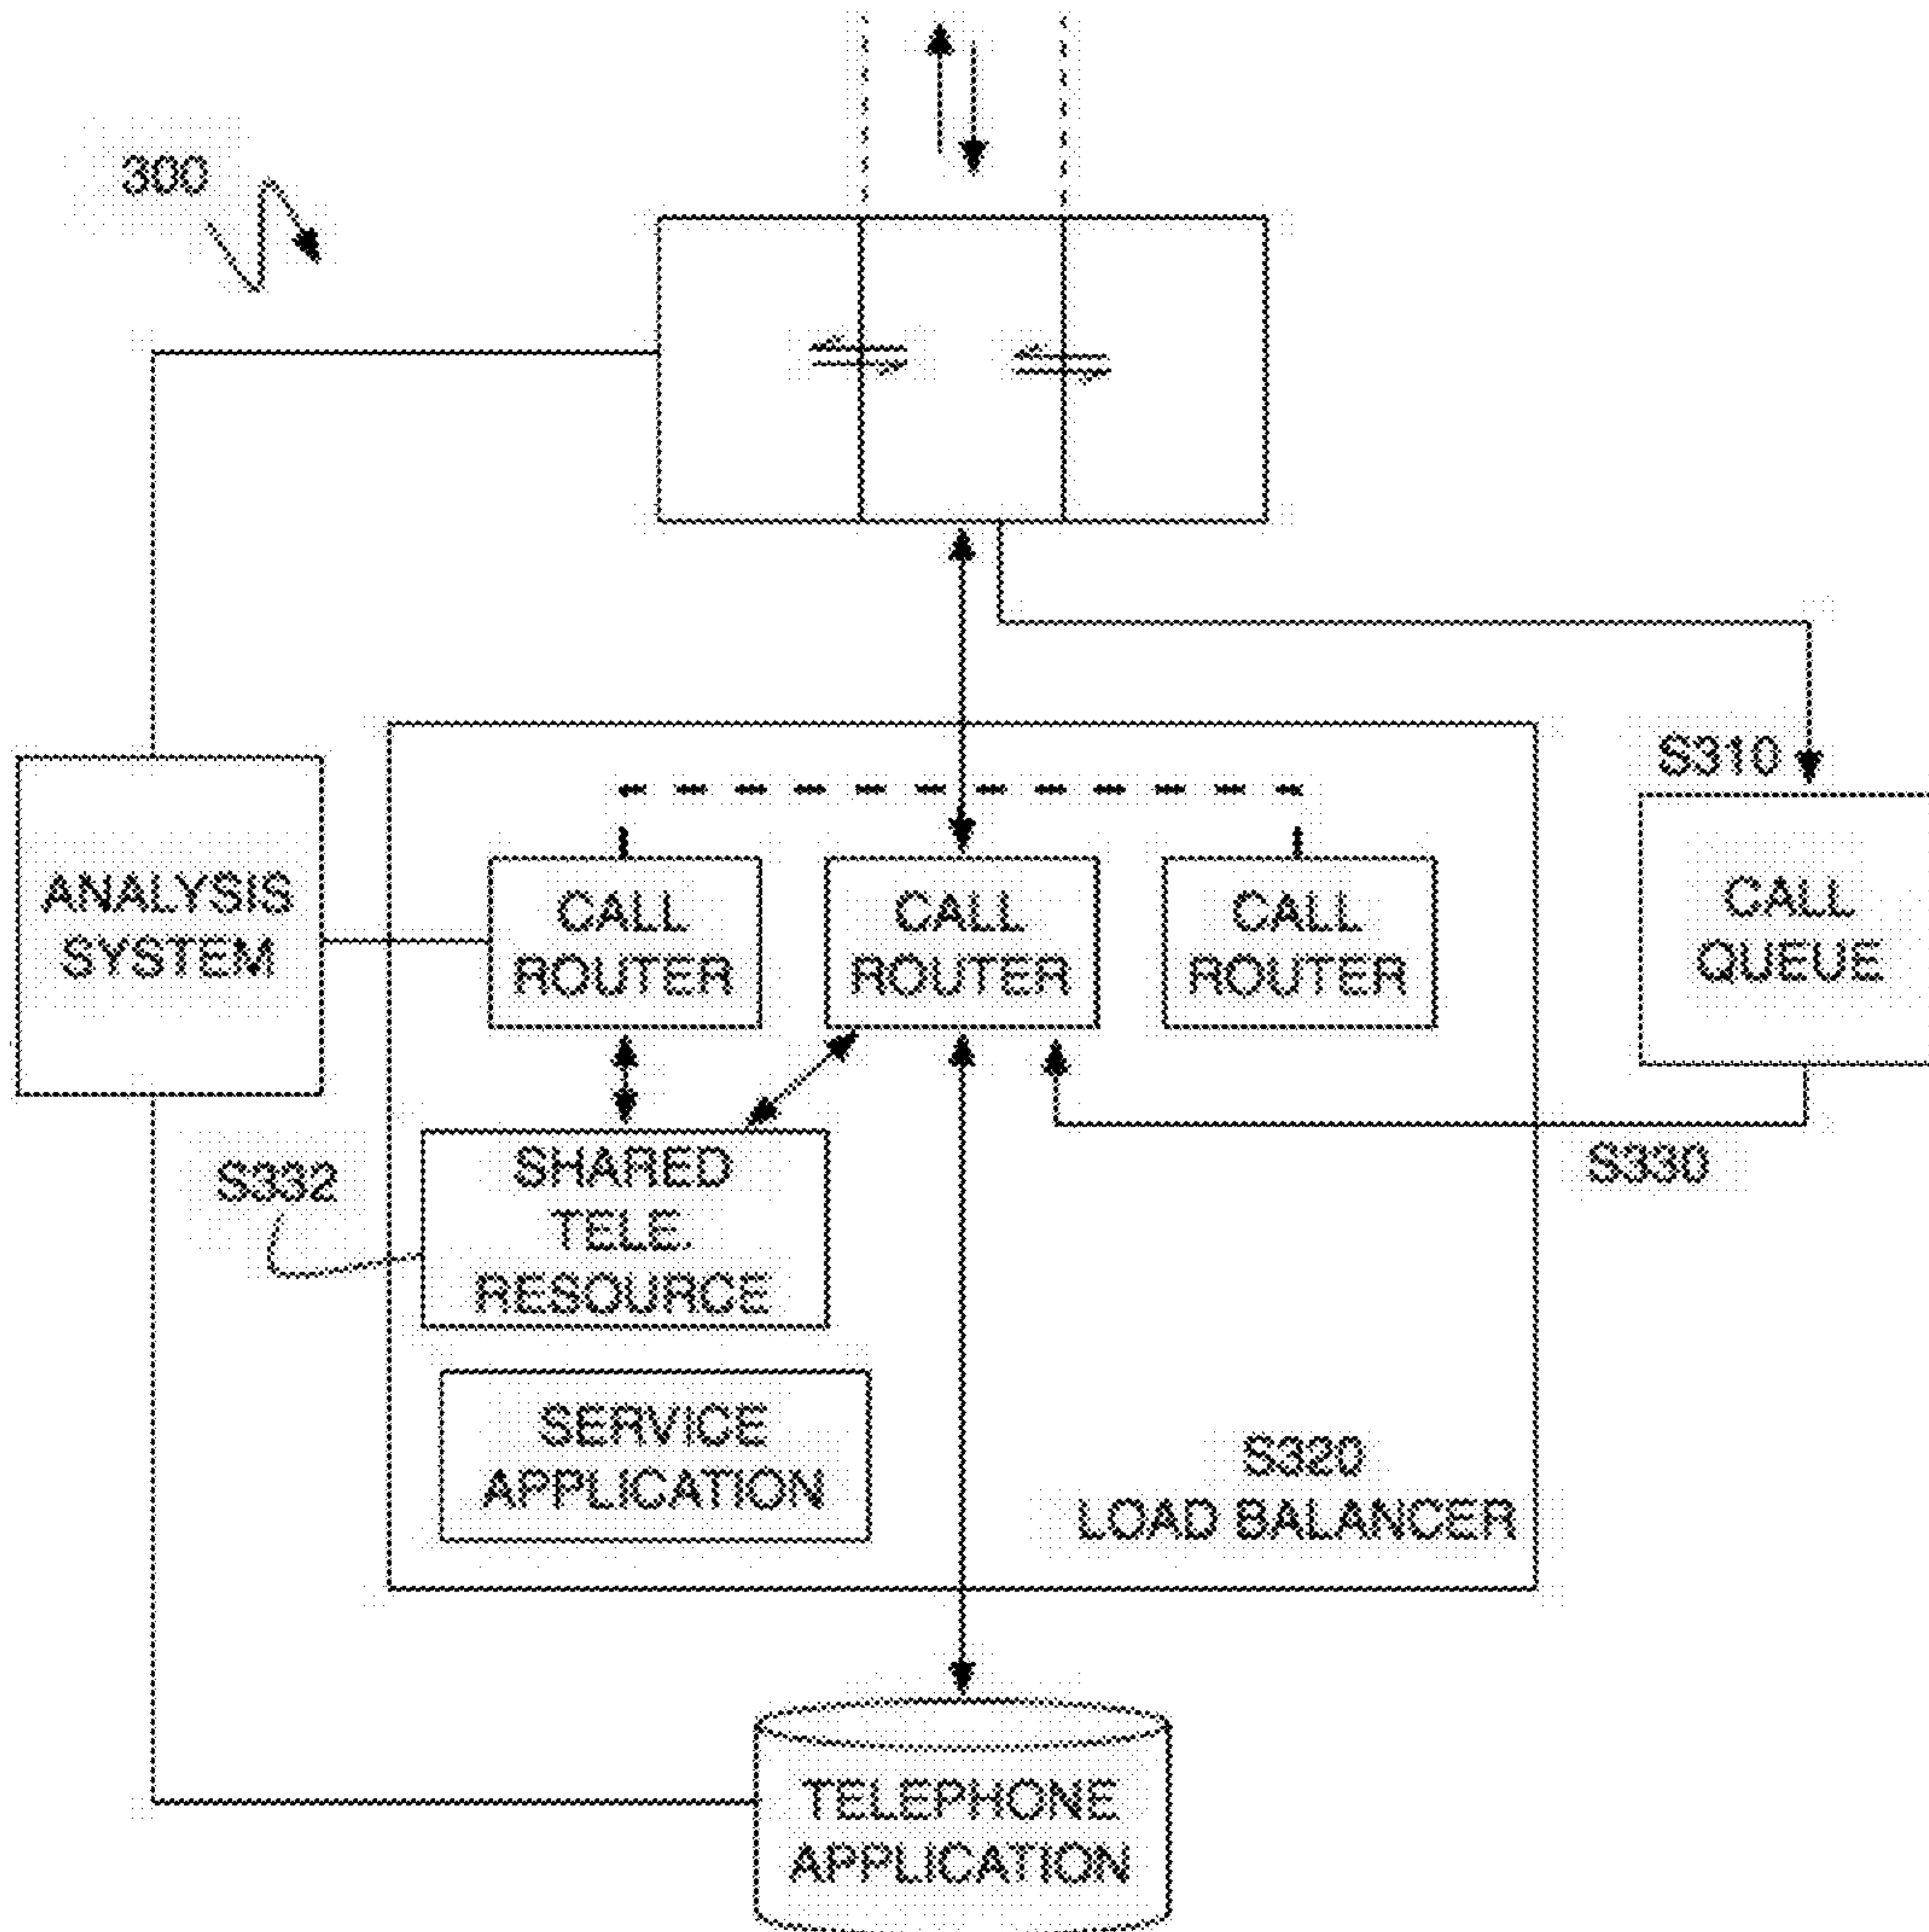 300
S310
ANALYSIS
SYSTEM
CALL
ROUTER
CALL
ROUTER
CALL
ROUTER
CALL
QUEUE
S332
SHARED
TELE.
RESOURCE
S330
SERVICE
APPLICATION
S320
LOAD BALANCER
TELEPHONE
APPLICATION